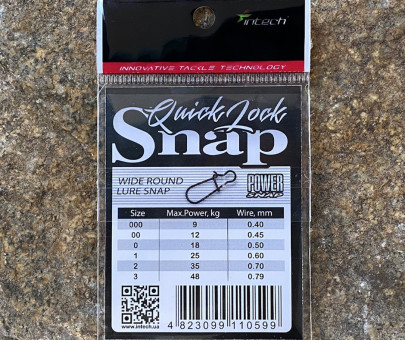 intech
INNOVATIVE TACKLE TECHNOLOGY
Quick Lock
Snap
WIDE ROUND
LURE SNAP
POWER
SNAP
Size Max.Power, kg Wire, mm
000 9 0.40
00 12 0.45
0 18 0.50
1 25 0.60
2 35 0.70
3 48 0.79
www.intech.ua
4 823099 110599